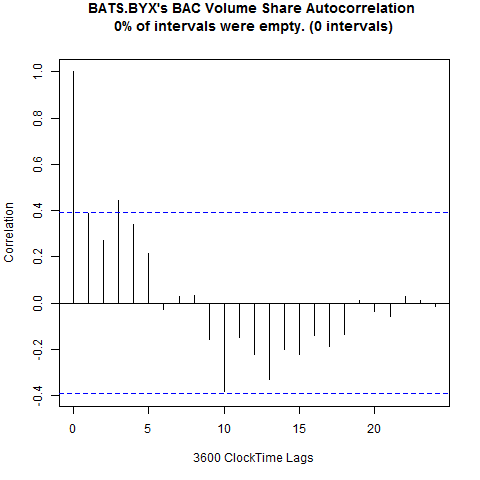 BATS.BYX's BAC Volume Share Autocorrelation
0% of intervals were empty. (0 intervals)
1.0
0.8
0.6
0.4
0.2
0.0
-0.2
-0.4
Correlation
0 5 10 15 20
3600 ClockTime Lags